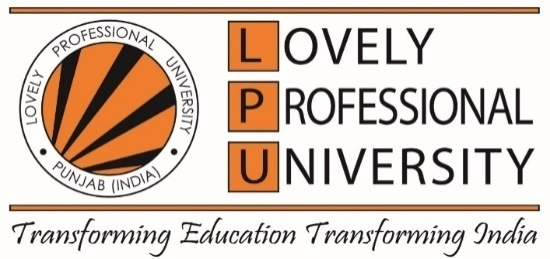 LOVELY PROFESSIONAL UNIVERSITY
• PUNJAB (INDIA) •
LOVELY
PROFESSIONAL
UNIVERSITY
Transforming Education Transforming India